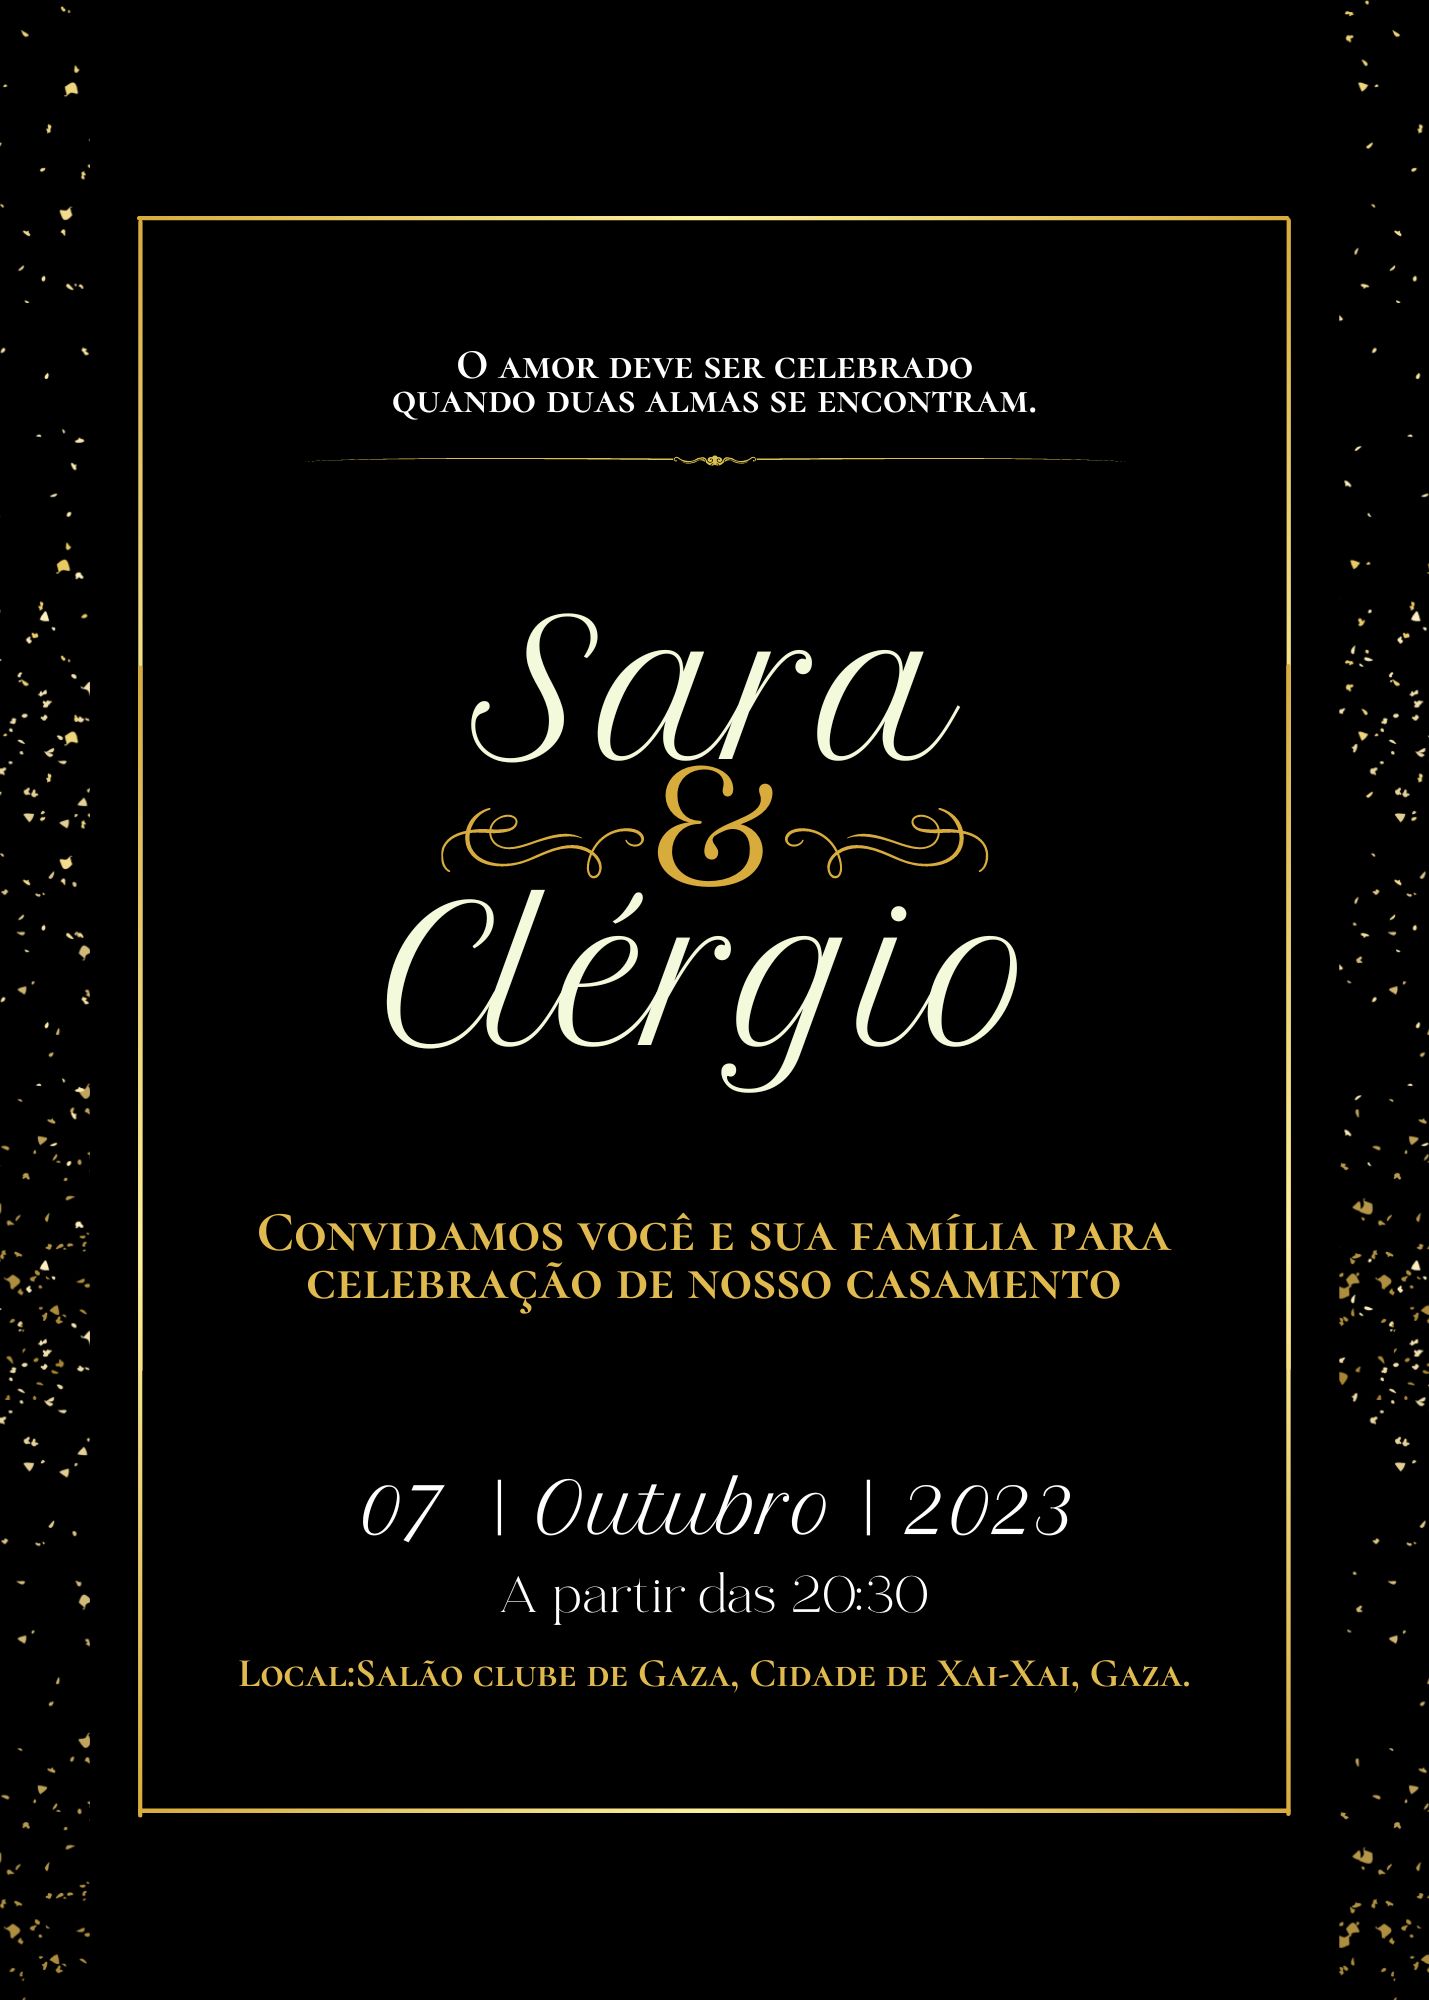 O amor deve ser celebrado
quando duas almas se encontram.
Sara
&
Clérgio
Convidamos você e sua família para
celebração de nosso casamento
07 | Outubro | 2023
A partir das 20:30
Local:Salão clube de Gaza, Cidade de Xai-Xai, Gaza.